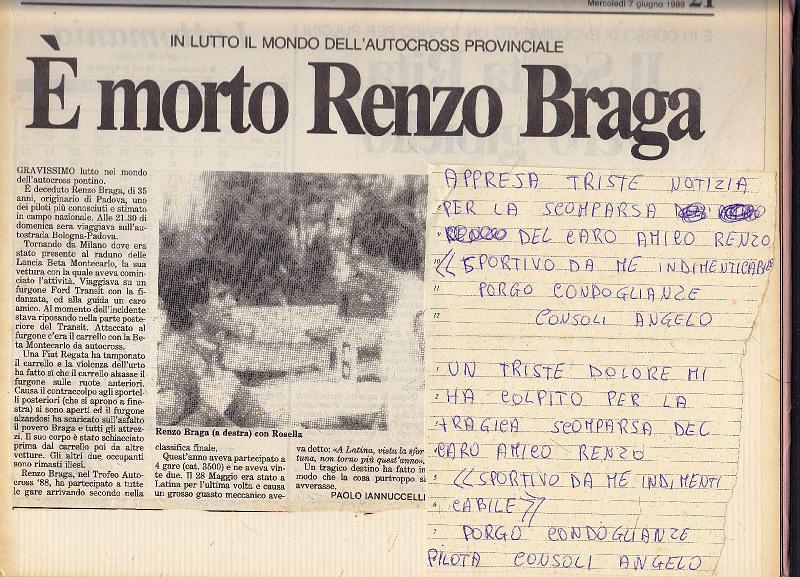 Mercoledì 7 giugno 1989 21
IN LUTTO IL MONDO DELL'AUTOCROSS PROVINCIALE
È morto Renzo Braga
GRAVISSIMO lutto nel mondo
dell'autocross pontino.
È deceduto Renzo Braga, di 35
anni, originario di Padova, uno
dei piloti più conosciuti e stimato
in campo nazionale. Alle 21.30 di
domenica sera viaggiava sull'au-
tostrada Bologna-Padova.
Tornando da Milano dove era
stato presente al raduno delle
Lancia Beta Montecarlo, la sua
vettura con la quale aveva comin-
ciato l'attività. Viaggiava su un
furgone Ford Transit con la fi-
danzata, ed alla guida un caro
amico. Al momento dell'incidente
stava riposando nella parte poste-
riore del Transit. Attaccato al
furgone c'era il carrello con la Be-
ta Montecarlo da autocross.
Una Fiat Regata ha tamponato
il carrello e la violenza dell'urto
ha fatto sì che il carrello alzasse il
furgone sulle ruote anteriori.
Causa il contraccolpo agli sportel-
li posteriori (che si aprono a fine-
stra) si sono aperti ed il furgone
alzandosi ha scaricato sull'asfalto
il povero Braga e tutti gli attrez-
zi. Il suo corpo è stato schiacciato
prima dal carrello poi da altre
vetture. Gli altri due occupanti
sono rimasti illesi.
Renzo Braga, nel Trofeo Auto-
cross '88, ha partecipato a tutte
le gare arrivando secondo nella
Renzo Braga (a destra) con Rosella
classifica finale.
Quest'anno aveva partecipato a
4 gare (cat. 3500) e ne aveva vin-
te due. Il 28 Maggio era stato a
Latina per l'ultima volta e causa
un grosso guasto meccanico ave-
va detto: «A Latina, vista la sfor
tuna, non torno più quest'anno».
Un tragico destino ha fatto in
modo che la cosa purtroppo si
avverasse.
PAOLO IANNUCCELLI
APPRESA TRISTE NOTIZIA
PER LA SCOMPARSA
DEL CARO AMICO RENZO
« SPORTIVO DA ME INDIMENTICABILE
PORGO CONDOGLIANZE
CONSOLI ANGELO
UN TRISTE DOLORE MI
HA COLPITO PER LA
TRAGICA SCOMPARSA DEL
CARO AMICO RENZO
« SPORTIVO DA ME INDIMENTI
CABILE »
PORGO CONDOGLIANZE
PILOTA CONSOLI ANGELO